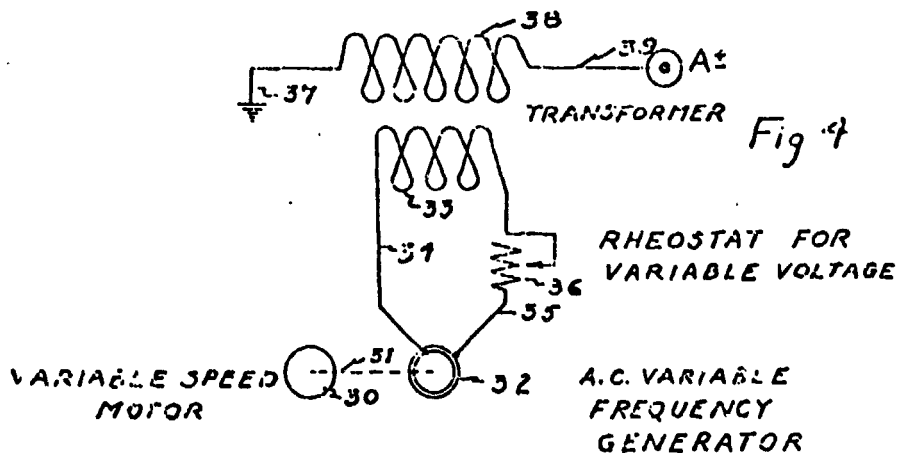 38
39
A±
37
TRANSFORMER
Fig 4
33
34
RHEOSTAT FOR
VARIABLE VOLTAGE
36
35
31
VARIABLE SPEED
MOTOR
30
32
A.C. VARIABLE
FREQUENCY
GENERATOR